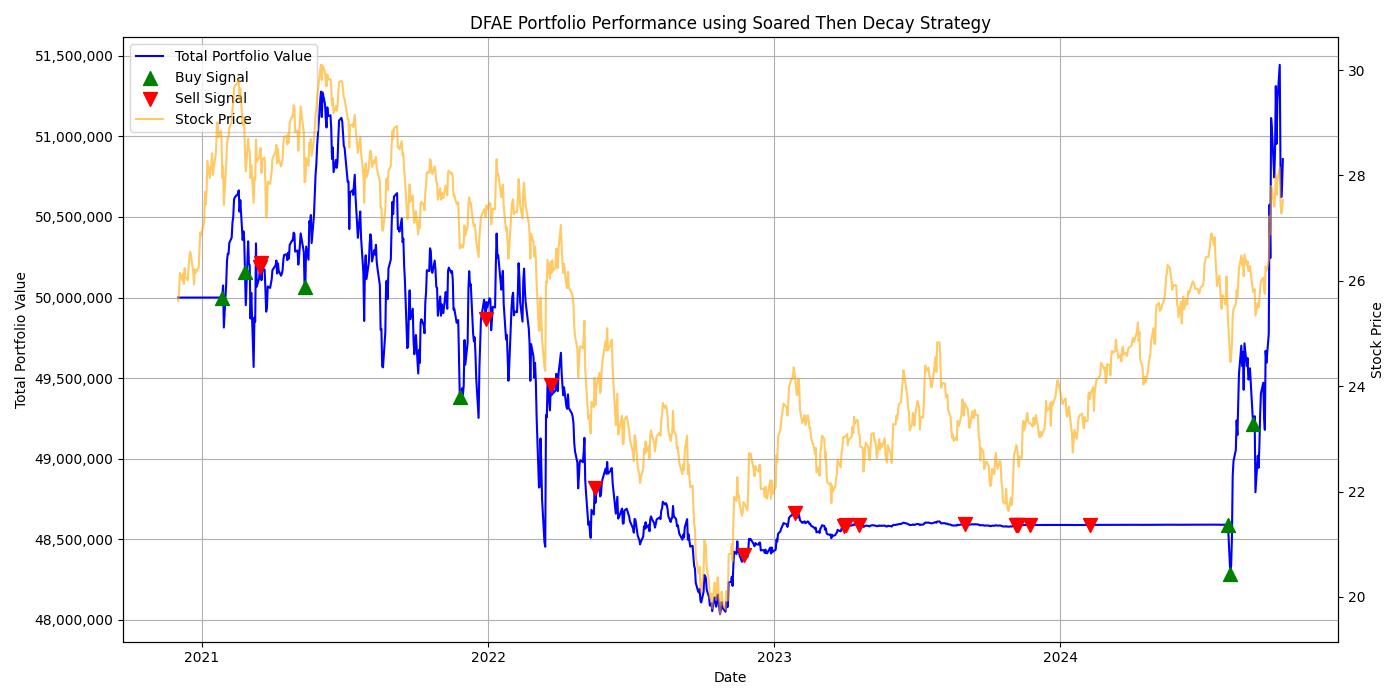 DFAE Portfolio Performance using Soared Then Decay Strategy
Total Portfolio Value
Buy Signal
Sell Signal
Stock Price
51,500,000
51,000,000
50,500,000
50,000,000
49,500,000
49,000,000
48,500,000
48,000,000
Total Portfolio Value
30
28
26
24
22
20
Stock Price
2021
2022
2023
2024
Date